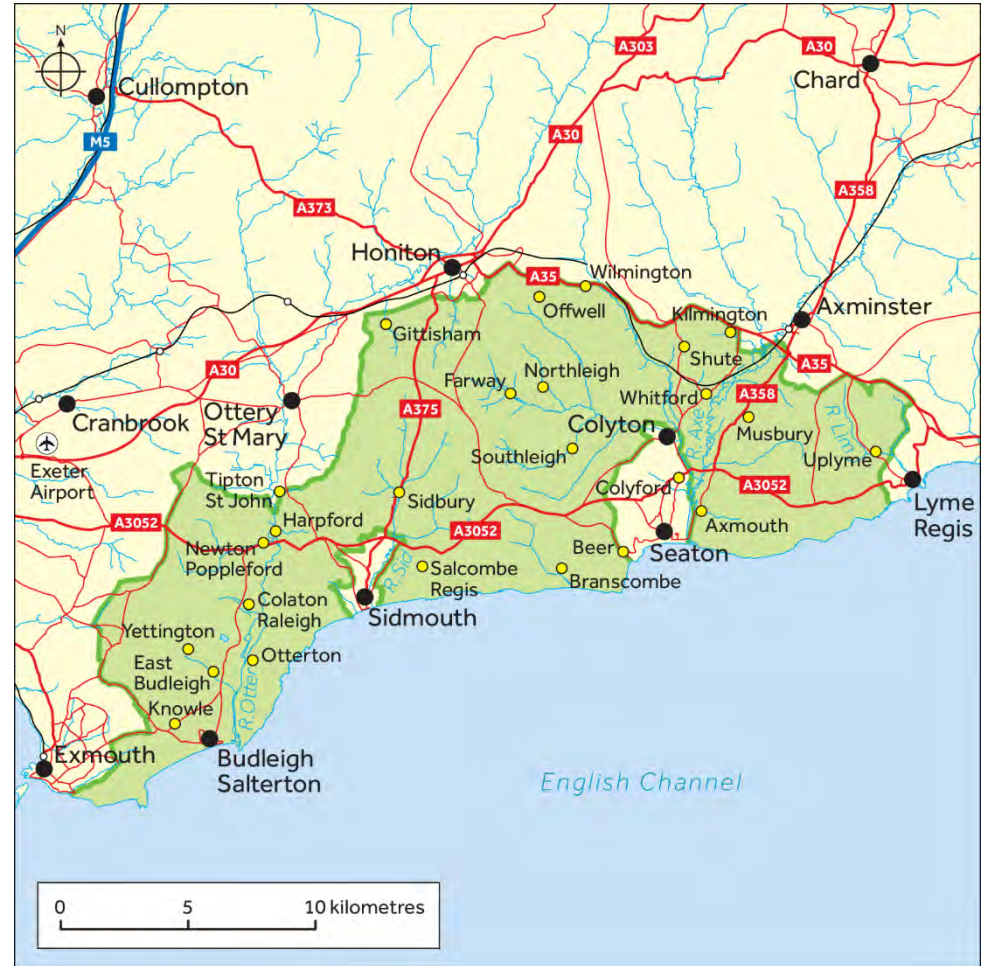 N
A303
A30
Chard
Cullompton
M5
A30
A358
A373
Honiton
A35
Wilmington
Offwell
Axminster
Kilmington
Gittisham
Shute
A35
A30
Northleigh
Farway
Whitford
A358
Cranbrook
Ottery
St Mary
A375
R. Axe
Musbury
R Lim
Colyton
Exeter
Airport
Southleigh
Uplyme
Tipton
St John
Sidbury
Colyford
A3052
Lyme
Regis
A3052
Harpford
A3052
Axmouth
Newton
Poppleford
Beer
Seaton
R. Sid
Salcombe
Regis
Branscombe
Colaton
Raleigh
Sidmouth
Yettington
Otterton
East
Budleigh
R. Otter
Knowle
Exmouth
Budleigh
Salterton
English Channel
0 5 10 kilometres